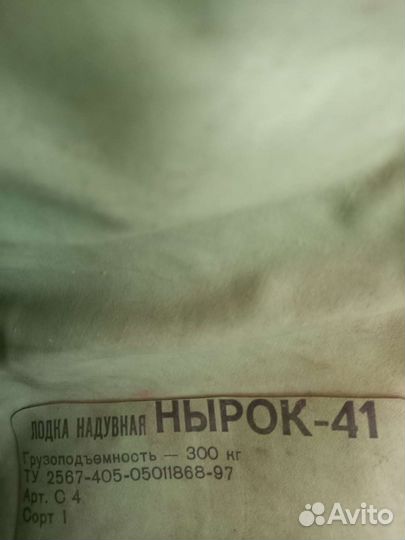 ЛОДКА НАДУВНАЯ НЫРОК-41
Грузоподъемность — 300 кг
ТУ 2567-405-05011868-97
Арт. С 4
Сорт 1
Avito